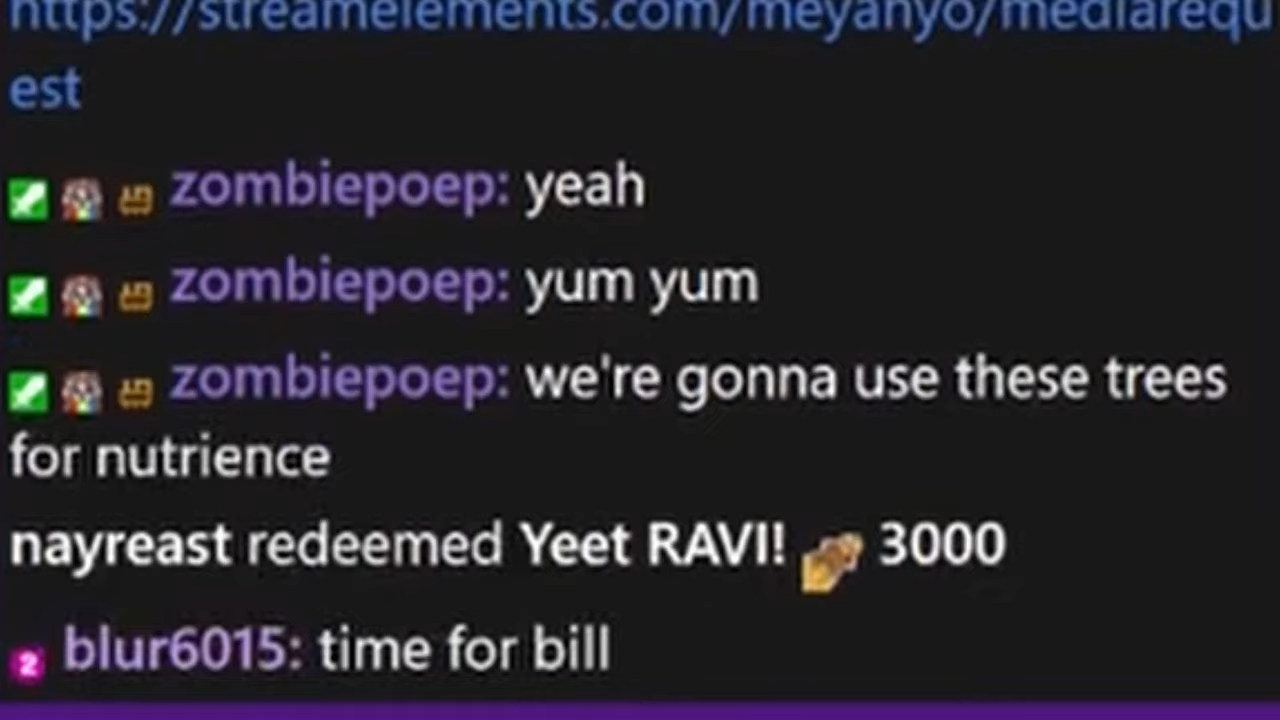 https://streamelements.com/meyanyo/mediarequ
est
zombiepoep: yeah
zombiepoep: yum yum
zombiepoep: we're gonna use these trees
for nutrience
nayreast redeemed Yeet RAVI! 3000
2 blur6015: time for bill